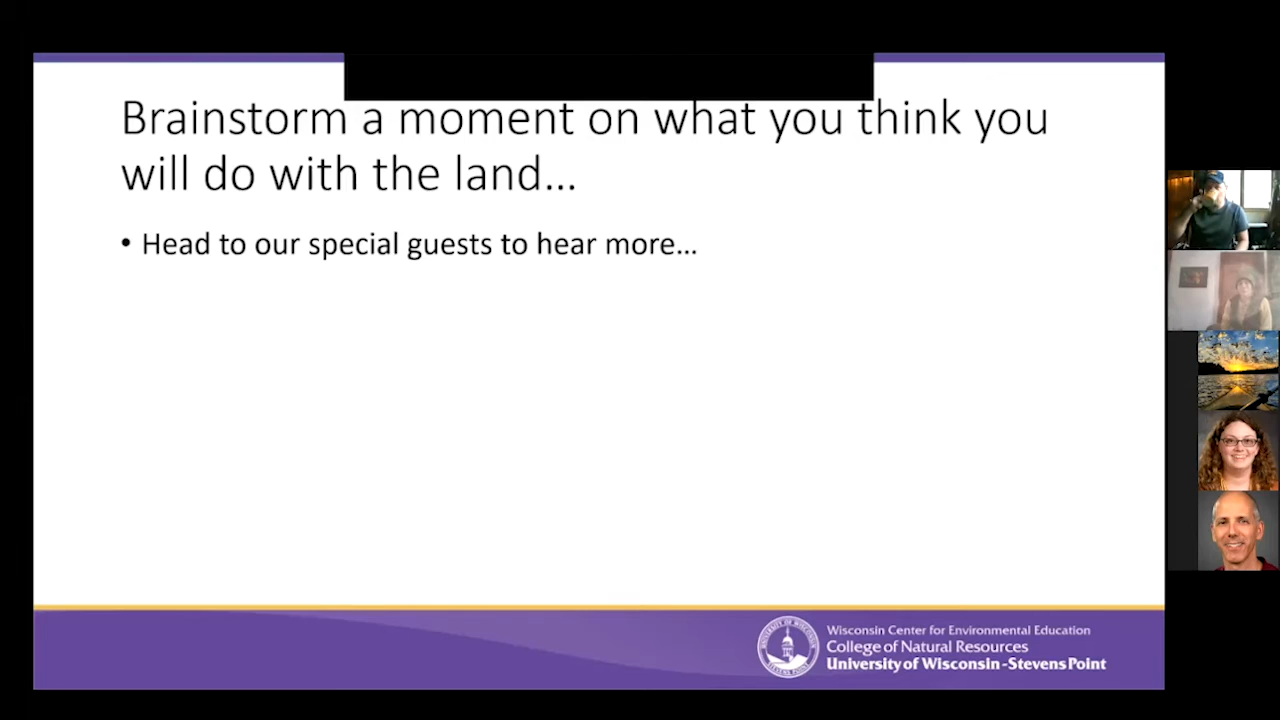 Brainstorm a moment on what you think you
will do with the land...
• Head to our special guests to hear more...
Wisconsin Center for Environmental Education
College of Natural Resources
University of Wisconsin-Stevens Point